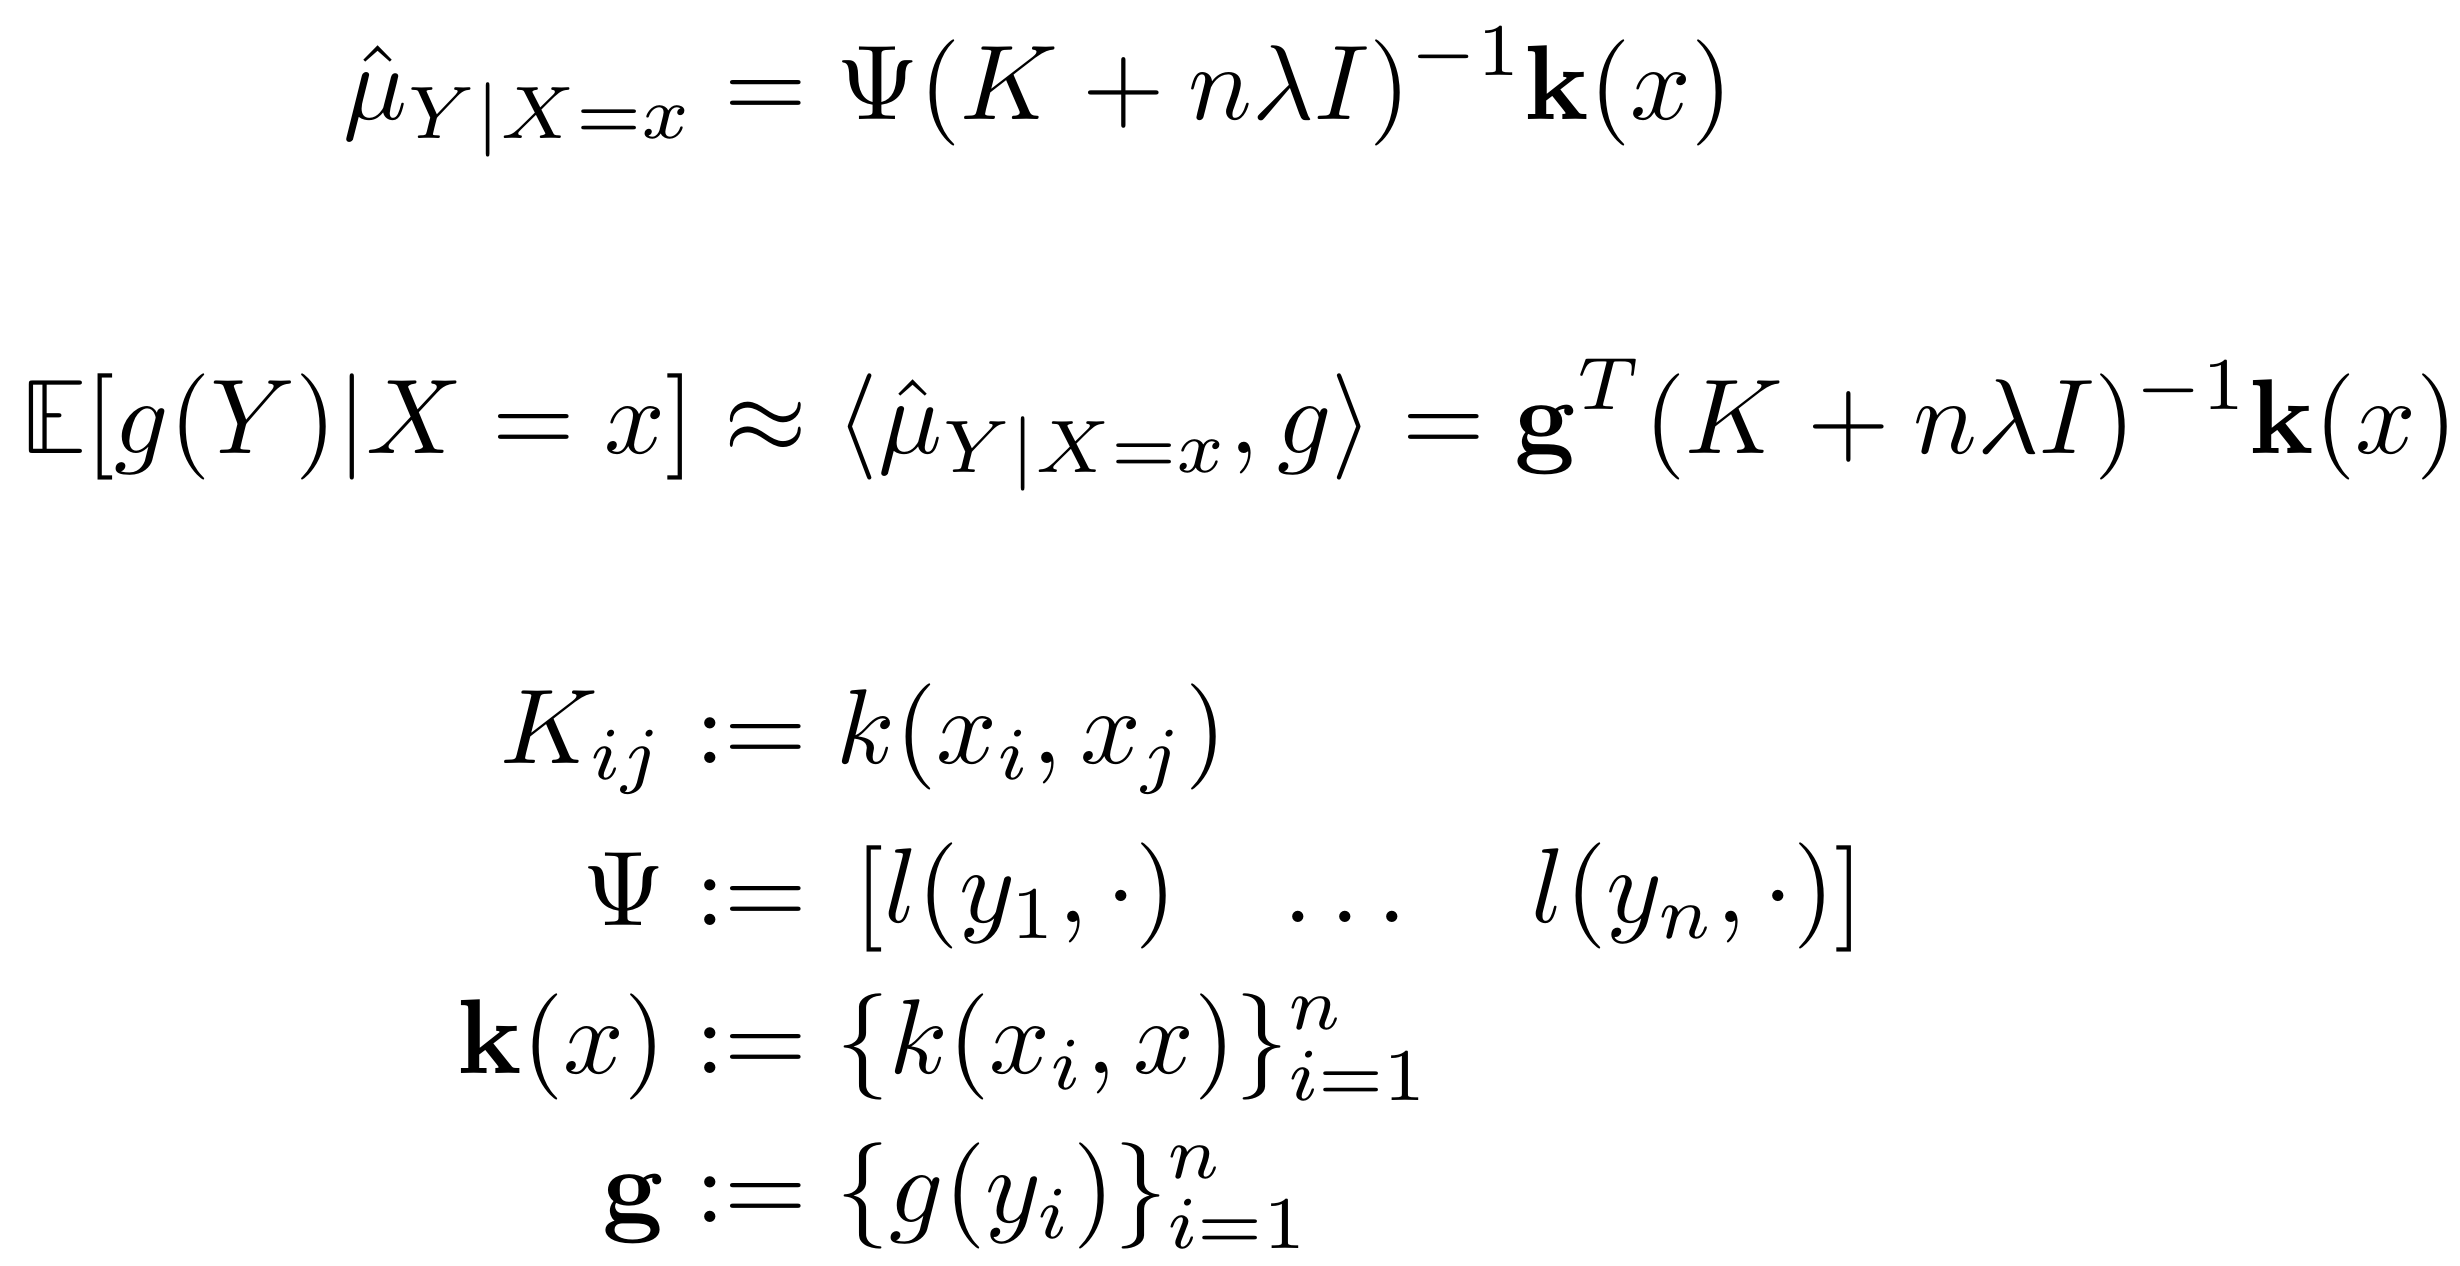 $\hat{\mu}_{Y|X=x} = \Psi(K + n\lambda I)^{-1}\mathbf{k}(x)$
$\mathbb{E}[g(Y)|X = x] \approx \langle \hat{\mu}_{Y|X=x}, g \rangle = \mathbf{g}^T(K + n\lambda I)^{-1}\mathbf{k}(x)$
$K_{ij} := k(x_i, x_j)$
$\Psi := [l(y_1, \cdot) \quad \ldots \quad l(y_n, \cdot)]$
$\mathbf{k}(x) := \{k(x_i, x)\}_{i=1}^n$
$\mathbf{g} := \{g(y_i)\}_{i=1}^n$